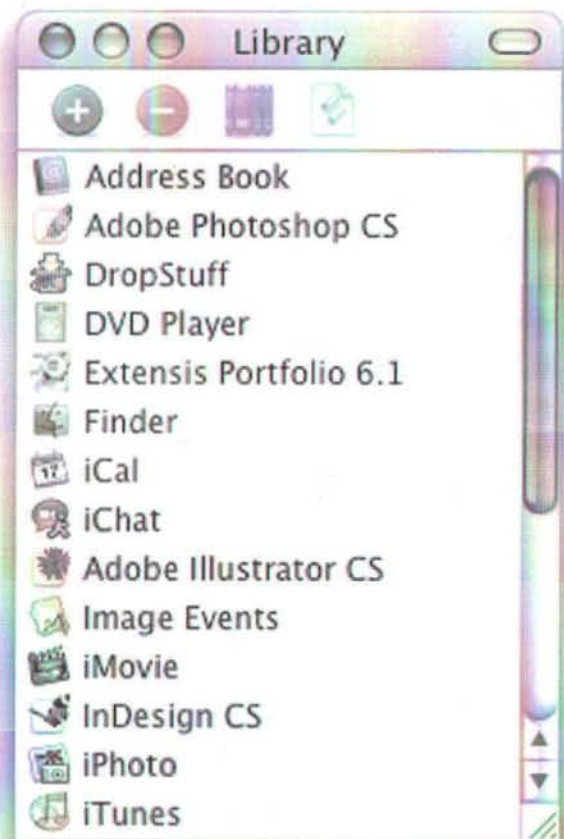 Library
Address Book
Adobe Photoshop CS
DropStuff
DVD Player
Extensis Portfolio 6.1
Finder
17 iCal
iChat
Adobe Illustrator CS
Image Events
iMovie
InDesign CS
iPhoto
iTunes